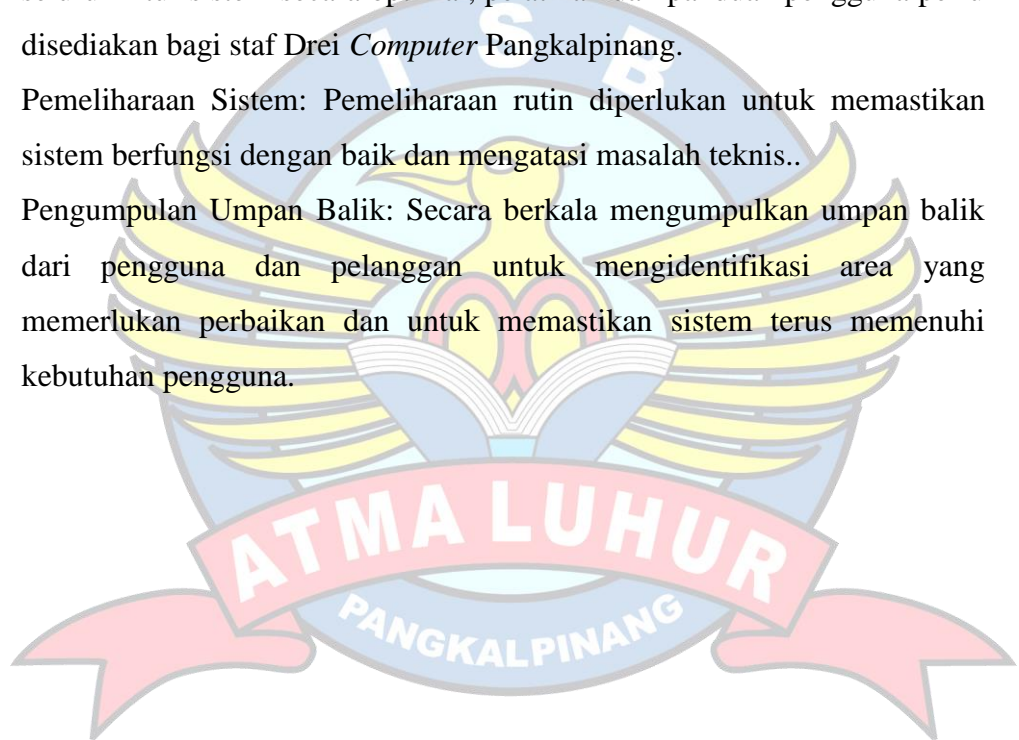 disediakan bagi staf Drei Computer Pangkalpinang.
Pemeliharaan Sistem: Pemeliharaan rutin diperlukan untuk memastikan
sistem berfungsi dengan baik dan mengatasi masalah teknis..
Pengumpulan Umpan Balik: Secara berkala mengumpulkan umpan balik
dari pengguna dan pelanggan untuk mengidentifikasi area yang
memerlukan perbaikan dan untuk memastikan sistem terus memenuhi
kebutuhan pengguna.
I S B
ATMA LUHUR
PANGKALPINANG